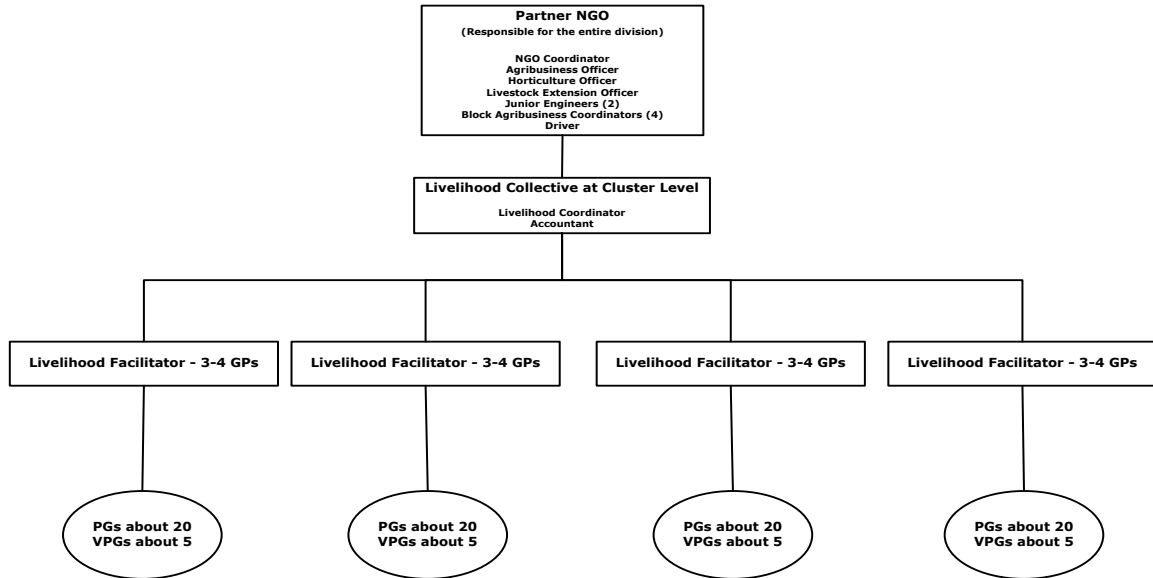 Partner NGO
(Responsible for the entire division)
NGO Coordinator
Agribusiness Officer
Horticulture Officer
Livestock Extension Officer
Junior Engineers (2)
Block Agribusiness Coordinators (4)
Driver
Livelihood Collective at Cluster Level
Livelihood Coordinator
Accountant
Livelihood Facilitator - 3-4 GPs
Livelihood Facilitator - 3-4 GPs
Livelihood Facilitator - 3-4 GPs
Livelihood Facilitator - 3-4 GPs
PGs about 20
VPGs about 5
PGs about 20
VPGs about 5
PGs about 20
VPGs about 5
PGs about 20
VPGs about 5